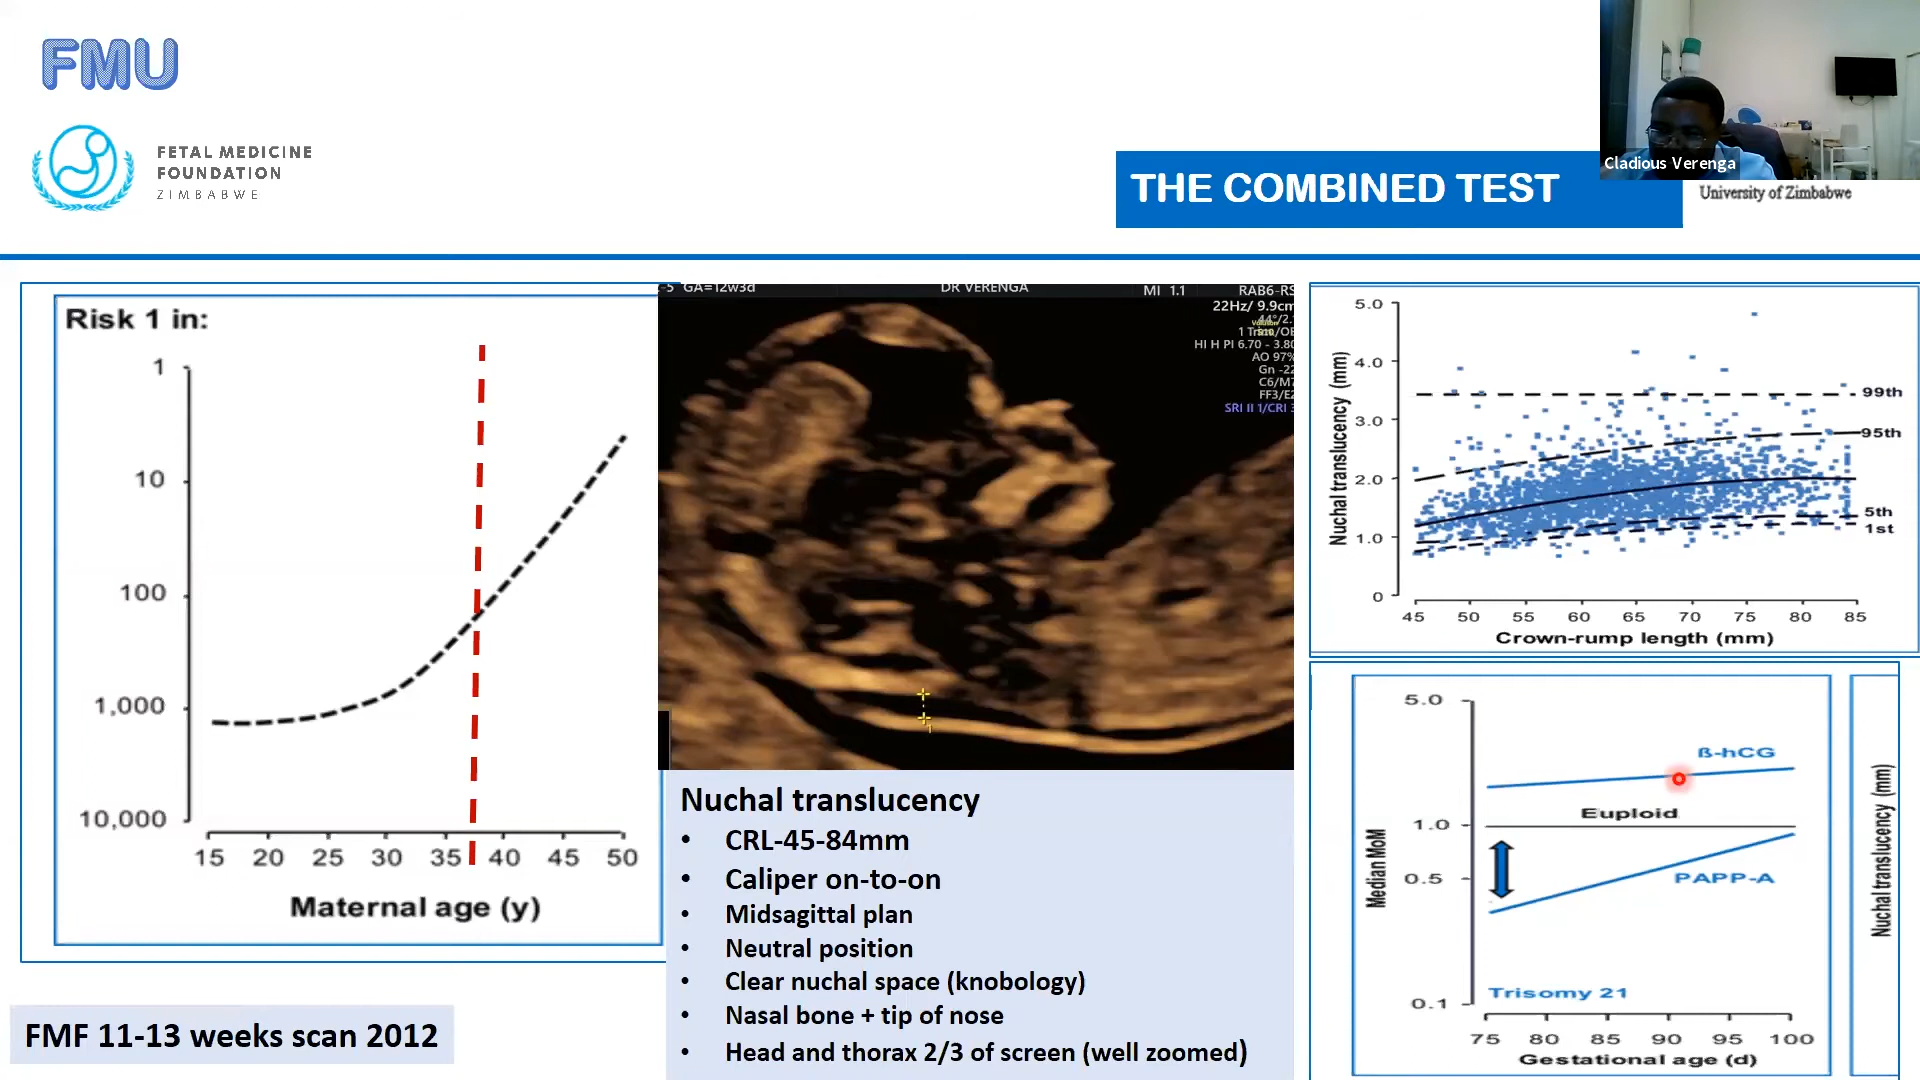 FMU
FETAL MEDICINE
FOUNDATION
ZIMBABWE
THE COMBINED TEST
Cladious Verenga
University of Zimbabwe
Risk 1 in:
1
10
100
1,000
10,000
15 20 25 30 35 40 45 50
Maternal age (y)
FMF 11-13 weeks scan 2012
GA=12w3d
DR VERENGA
MI 1.1
RAB6-RS
22Hz/ 9.9cm
HI H PI 6.70 - 3.80
AO 97%
Gn -22
C6/M7
FF3/E2
SRI II 1/CRI 3
1
Nuchal translucency
• CRL-45-84mm
• Caliper on-to-on
• Midsagittal plan
• Neutral position
• Clear nuchal space (knobology)
• Nasal bone + tip of nose
• Head and thorax 2/3 of screen (well zoomed)
Nuchal translucency (mm)
5.0
4.0
3.0
2.0
1.0
0
99th
95th
5th
1st
45 50 55 60 65 70 75 80 85
Crown-rump length (mm)
Median MoM
5.0
1.0
0.5
0.1
ß-hCG
Euploid
PAPP-A
Trisomy 21
75 80 85 90 95 100
Gestational age (d)
Nuchal translucency (mm)